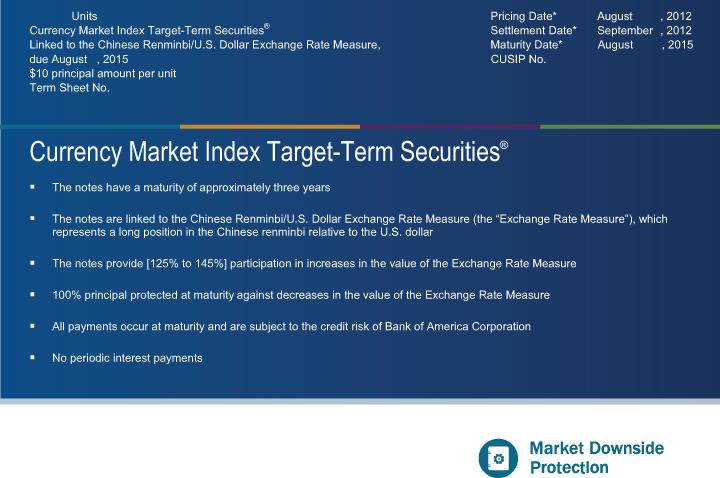 Units
Currency Market Index Target-Term Securities®
Linked to the Chinese Renminbi/U.S. Dollar Exchange Rate Measure,
due August , 2015
$10 principal amount per unit
Term Sheet No.
Pricing Date* August , 2012
Settlement Date* September , 2012
Maturity Date* August , 2015
CUSIP No.
Currency Market Index Target-Term Securities®
▪ The notes have a maturity of approximately three years
▪ The notes are linked to the Chinese Renminbi/U.S. Dollar Exchange Rate Measure (the “Exchange Rate Measure”), which
represents a long position in the Chinese renminbi relative to the U.S. dollar
▪ The notes provide [125% to 145%] participation in increases in the value of the Exchange Rate Measure
▪ 100% principal protected at maturity against decreases in the value of the Exchange Rate Measure
▪ All payments occur at maturity and are subject to the credit risk of Bank of America Corporation
▪ No periodic interest payments
Market Downside
Protection